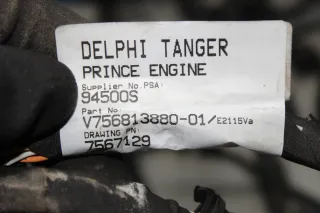 DELPHI TANGER
PRINCE ENGINE
Supplier No.PSA:
94500S
Part No:
V756813880-01/E2115Va
DRAWING PN:
7567129